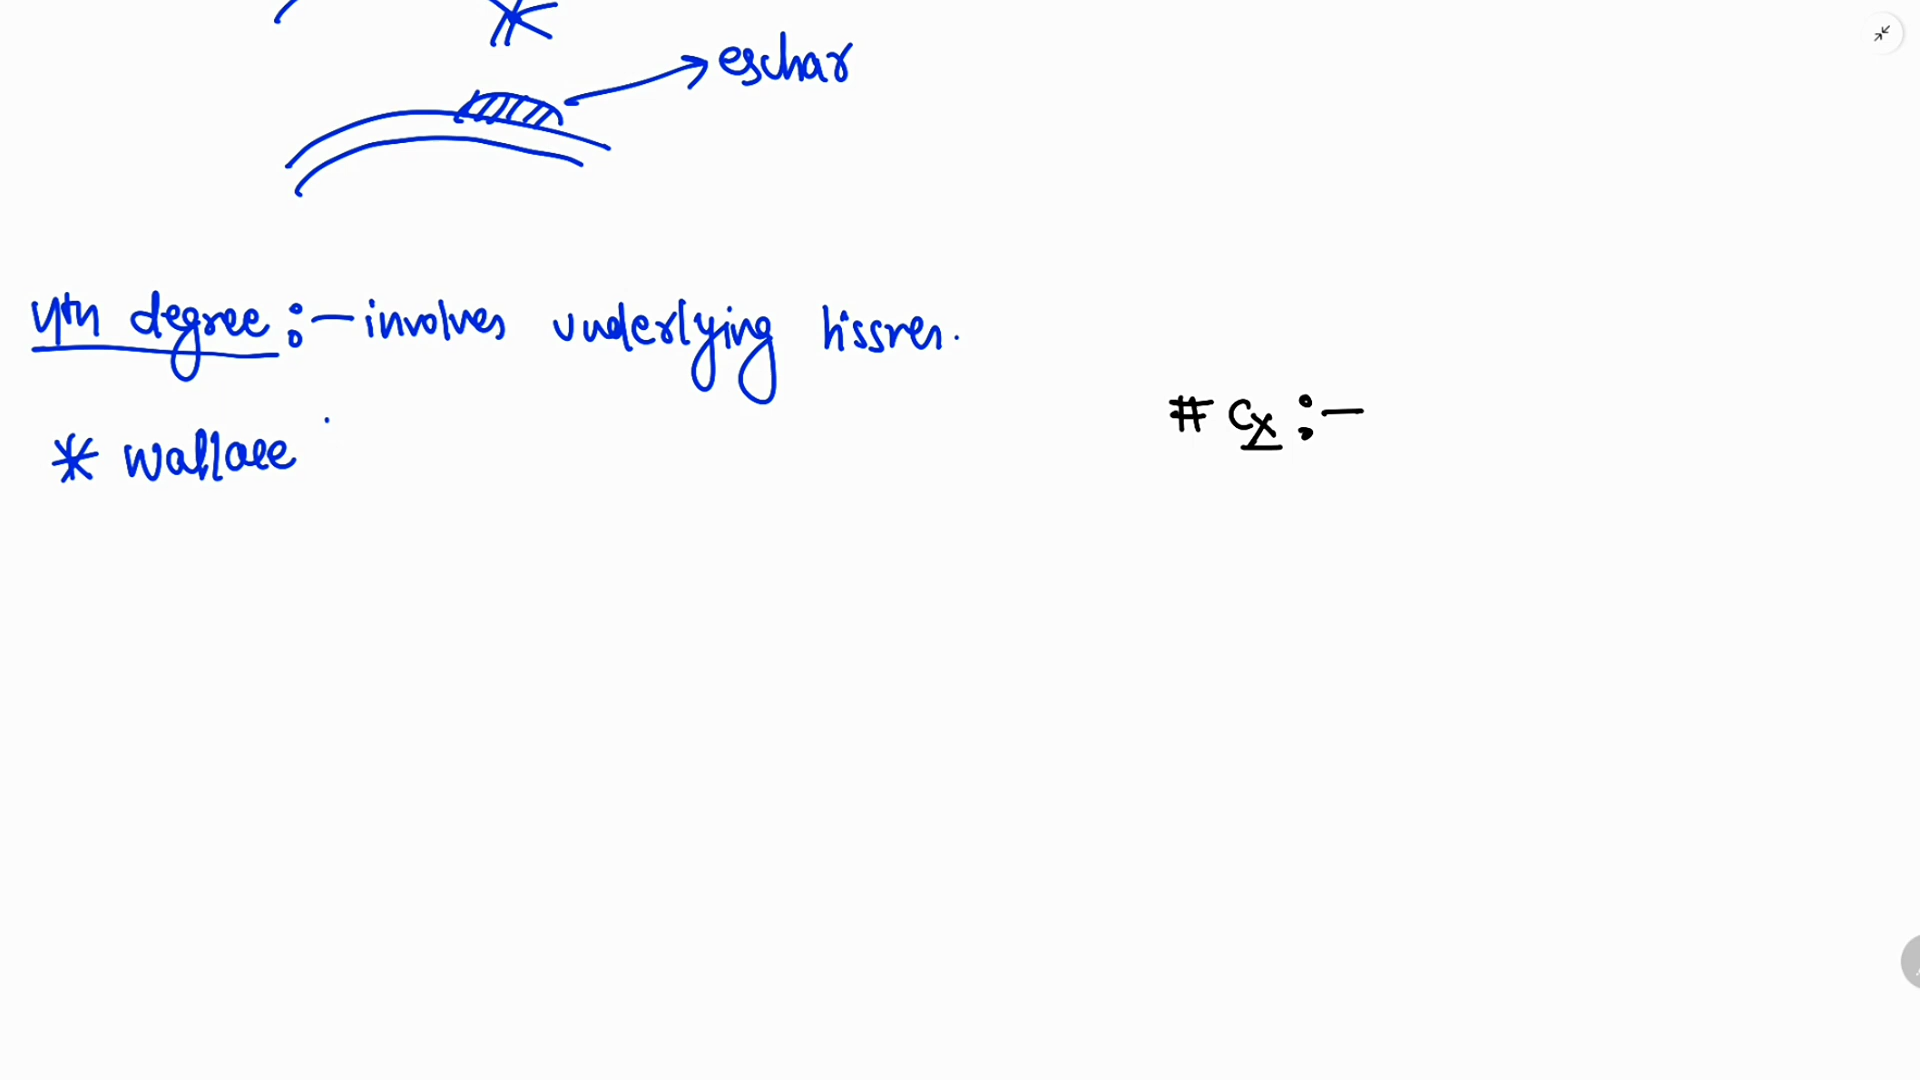 eschar
4th degree :- involves underlying tissues.
* wallace '
# Cx :-